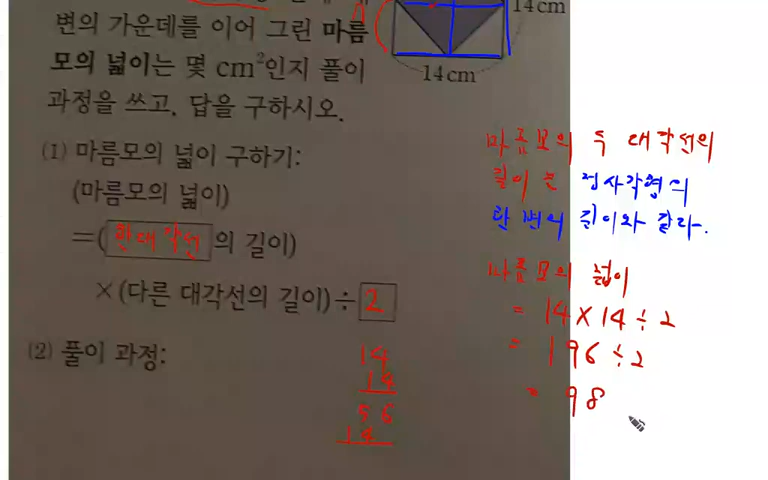 14cm
변의 가운데를 이어 그린 마름
모의 넓이는 몇 cm²인지 풀이
14cm
과정을 쓰고, 답을 구하시오.
(1) 마름모의 넓이 구하기:
(마름모의 넓이)
=( 한대각선 의 길이)
×(다른 대각선의 길이)÷ 2
(2) 풀이 과정:
14
14
56
14
마름모의 두 대각선의
길이는 정사각형의
한 변의 길이와 같다.
마름모의 넓이
= 14×14÷2
= 196÷2
= 98